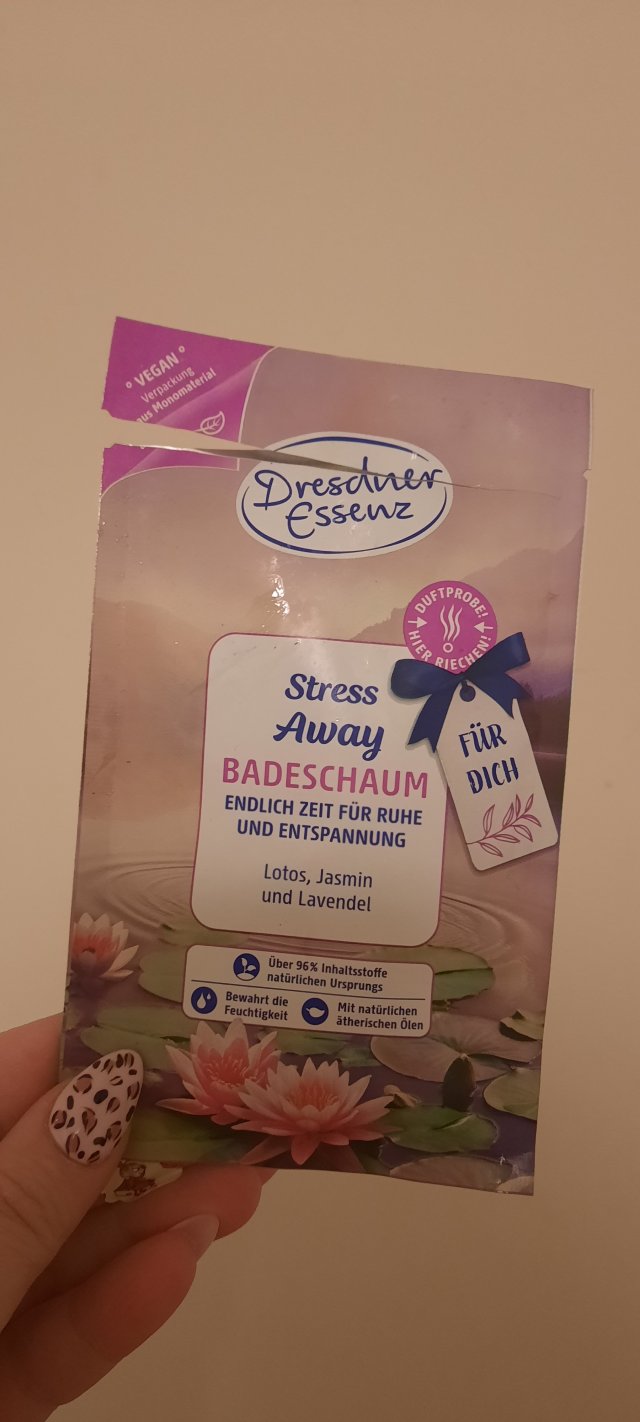 ° VEGAN °
Verpackung
aus Monomaterial
Dresdner
Essenz
DUFTPROBE!
HIER RIECHEN!
Stress
Away
BADESCHAUM
ENDLICH ZEIT FÜR RUHE
UND ENTSPANNUNG
Lotos, Jasmin
und Lavendel
FÜR
DICH
Über 96% Inhaltsstoffe
natürlichen Ursprungs
Bewahrt die
Feuchtigkeit
Mit natürlichen
ätherischen Ölen